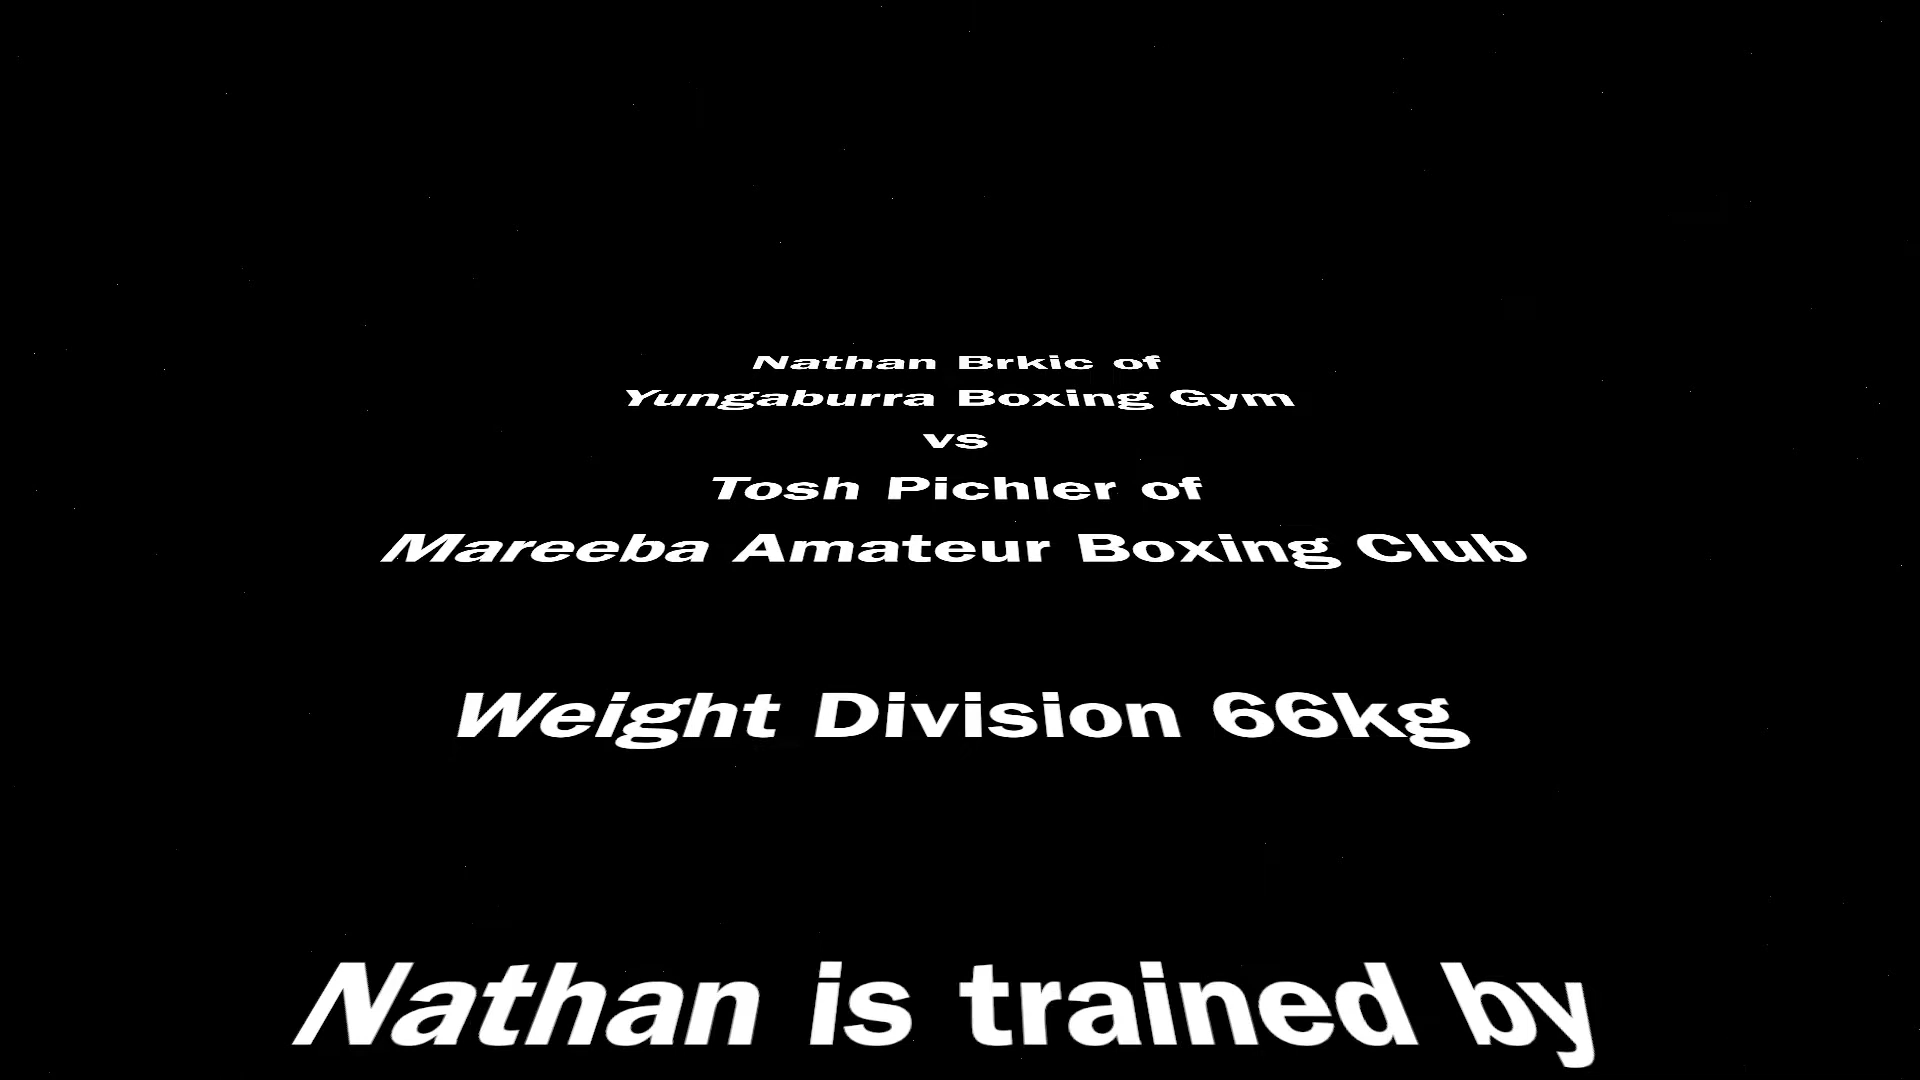 Nathan Brkic of
Yungaburra Boxing Gym
vs
Tosh Pichler of
Mareeba Amateur Boxing Club
Weight Division 66kg
Nathan is trained by